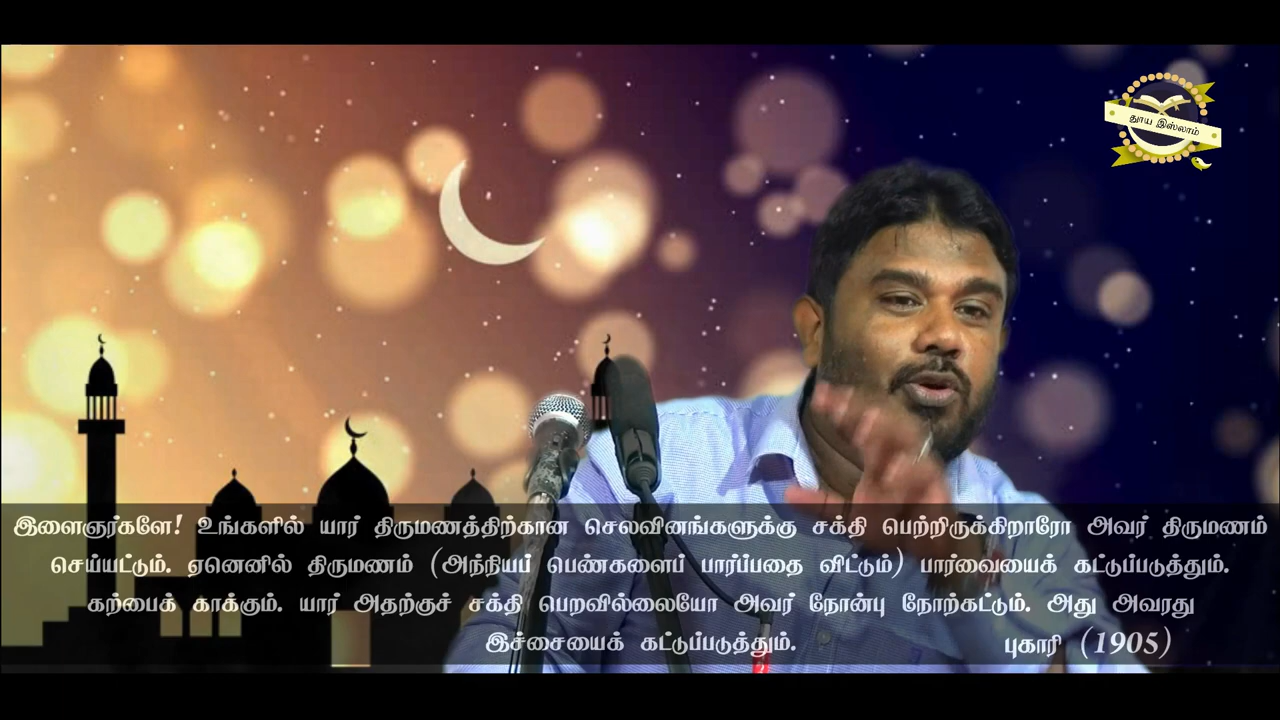 தூய இஸ்லாம்
இளைஞர்களே! உங்களில் யார் திருமணத்திற்கான செலவினங்களுக்கு சக்தி பெற்றிருக்கிறாரோ அவர் திருமணம்
செய்யட்டும். ஏனெனில் திருமணம் (அந்நியப் பெண்களைப் பார்ப்பதை விட்டும்) பார்வையைக் கட்டுப்படுத்தும்.
கற்பைக் காக்கும். யார் அதற்குச் சக்தி பெறவில்லையோ அவர் நோன்பு நோற்கட்டும். அது அவரது
இச்சையைக் கட்டுப்படுத்தும். புகாரி (1905)